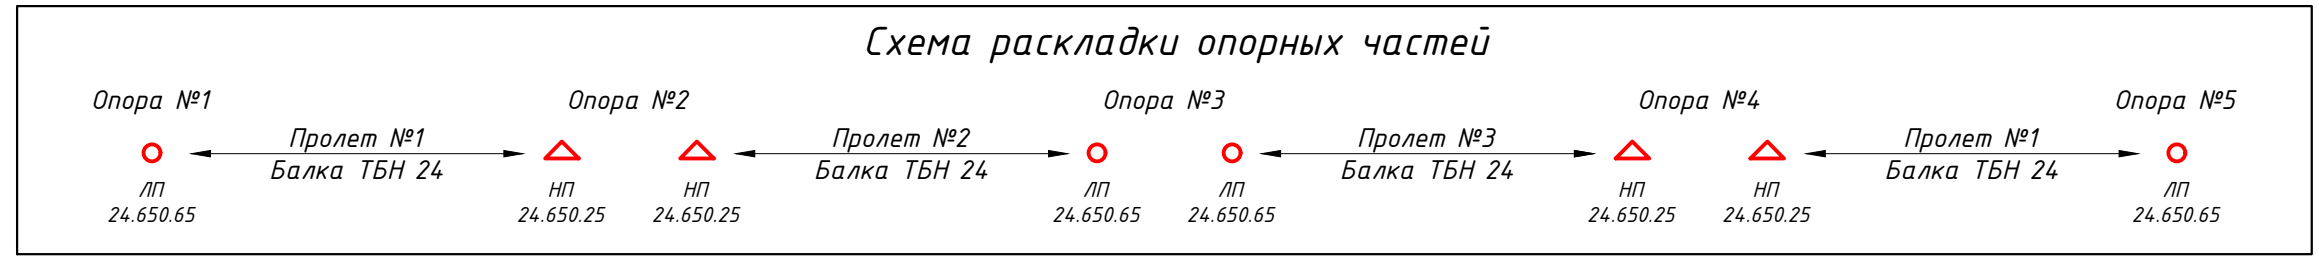 Схема раскладки опорных частей
Опора №1 Опора №2 Опора №3 Опора №4 Опора №5
Пролет №1 Пролет №2 Пролет №3 Пролет №1
Балка ТБН 24 Балка ТБН 24 Балка ТБН 24 Балка ТБН 24
ЛП НП НП ЛП ЛП НП НП ЛП
24.650.65 24.650.25 24.650.25 24.650.65 24.650.65 24.650.25 24.650.25 24.650.65